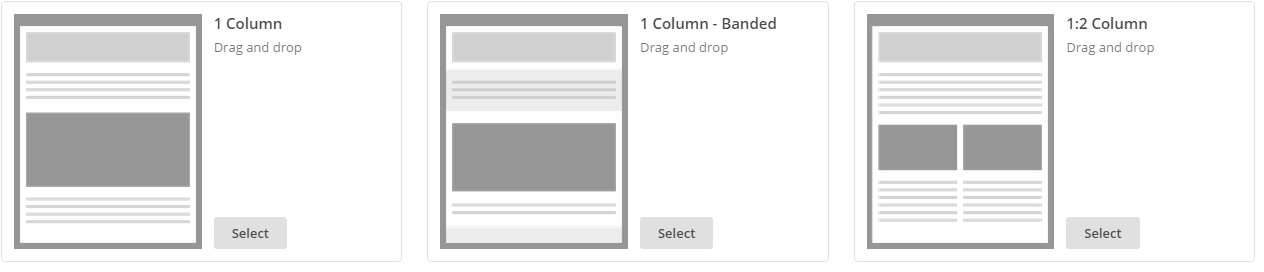 1 Column
Drag and drop
Select
1 Column - Banded
Drag and drop
Select
1:2 Column
Drag and drop
Select